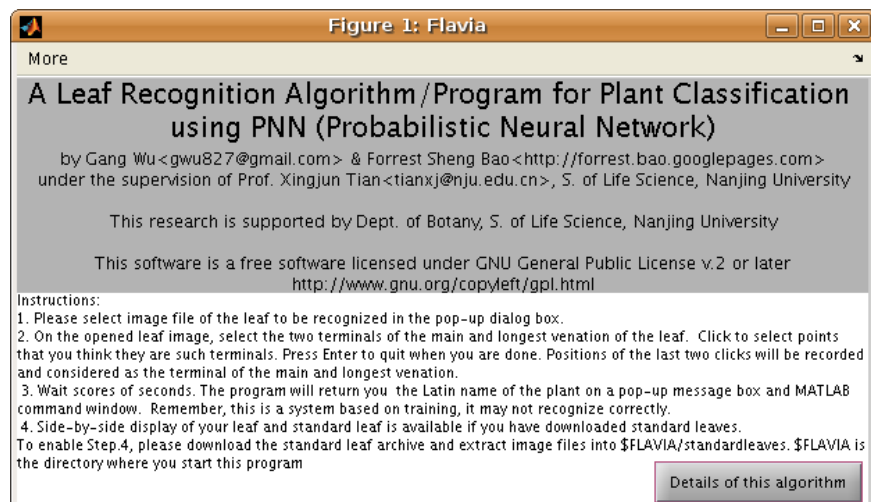 Figure 1: Flavia
More
A Leaf Recognition Algorithm/Program for Plant Classification
using PNN (Probabilistic Neural Network)
by Gang Wu<gwu827@gmail.com> & Forrest Sheng Bao<http://forrest.bao.googlepages.com>
under the supervision of Prof. Xingjun Tian<tianxj@nju.edu.cn>, S. of Life Science, Nanjing University
This research is supported by Dept. of Botany, S. of Life Science, Nanjing University
This software is a free software licensed under GNU General Public License v.2 or later
http://www.gnu.org/copyleft/gpl.html
Instructions:
1. Please select image file of the leaf to be recognized in the pop-up dialog box.
2. On the opened leaf image, select the two terminals of the main and longest venation of the leaf.  Click to select points
that you think they are such terminals. Press Enter to quit when you are done. Positions of the last two clicks will be recorded
and considered as the terminal of the main and longest venation.
3. Wait scores of seconds. The program will return you  the Latin name of the plant on a pop-up message box and MATLAB
command window.  Remember, this is a system based on training, it may not recognize correctly.
4. Side-by-side display of your leaf and standard leaf is available if you have downloaded standard leaves.
To enable Step.4, please download the standard leaf archive and extract image files into $FLAVIA/standardleaves. $FLAVIA is
the directory where you start this program
Details of this algorithm